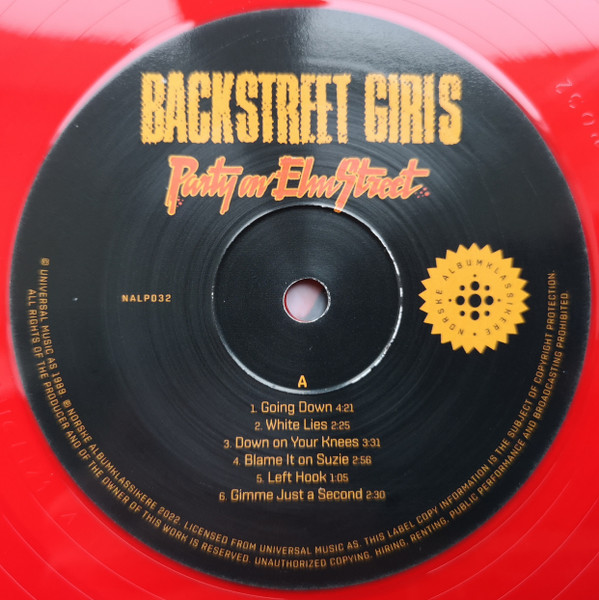 BACKSTREET GIRLS
Party on Elm Street
NALP032
NORSKE ALBUMKLASSIKERE
A
1. Going Down 4:21
2. White Lies 2:25
3. Down on Your Knees 3:31
4. Blame It on Suzie 2:56
5. Left Hook 1:05
6. Gimme Just a Second 2:30
℗ UNIVERSAL MUSIC AS 1989. © NORSKE ALBUMKLASSIKERE 2022. LICENSED FROM UNIVERSAL MUSIC AS. THIS LABEL COPY INFORMATION IS THE SUBJECT OF COPYRIGHT PROTECTION.
ALL RIGHTS OF THE PRODUCER AND OF THE OWNER OF THIS WORK IS RESERVED. UNAUTHORIZED COPYING, HIRING, RENTING, PUBLIC PERFORMANCE AND BROADCASTING PROHIBITED.